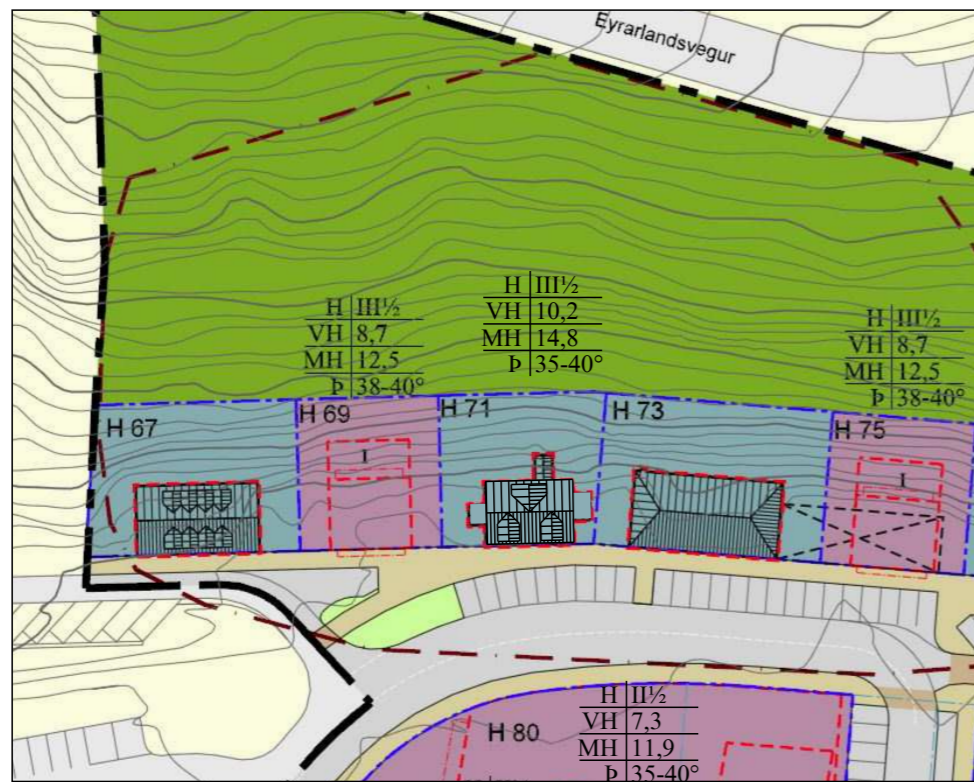 Eyrarlandsvegur
H III½
VH 8,7
MH 12,5
Þ 38-40°
H III½
VH 10,2
MH 14,8
Þ 35-40°
H III½
VH 8,7
MH 12,5
Þ 38-40°
H 67
H 69
H 71
H 73
H 75
I
I
H 80
H II½
VH 7,3
MH 11,9
Þ 35-40°